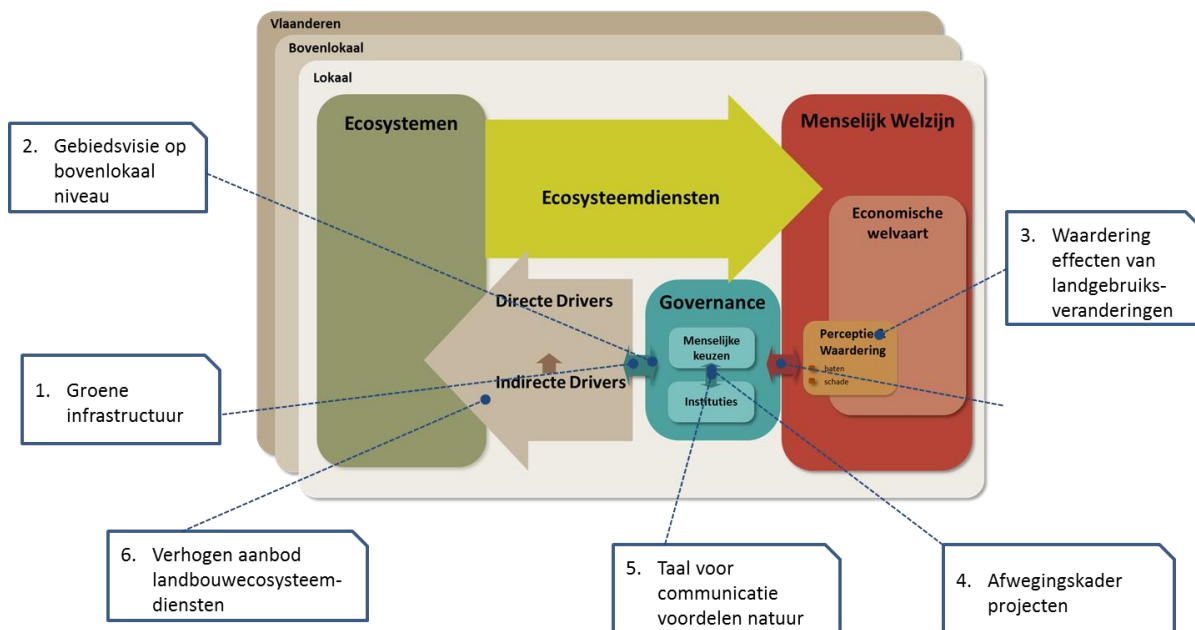 Vlaanderen
Bovenlokaal
Lokaal
Ecosystemen
Menselijk Welzijn
2. Gebiedsvisie op
bovenlokaal
niveau
Ecosysteemdiensten
Economische
welvaart
3. Waardering
effecten van
landgebruiks-
veranderingen
Directe Drivers
Governance
Menselijke
keuzen
Perceptie
Waardering
baten
schade
1. Groene
infrastructuur
Indirecte Drivers
Instituties
6. Verhogen aanbod
landbouwecosysteem-
diensten
5. Taal voor
communicatie
voordelen natuur
4. Afwegingskader
projecten